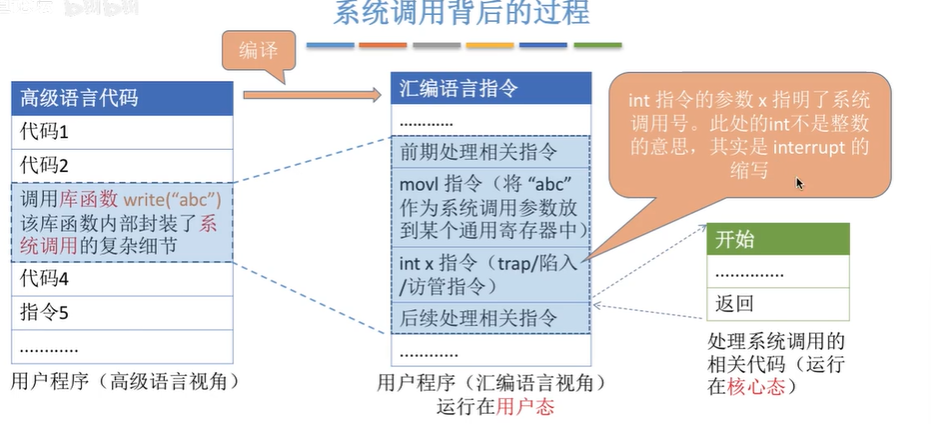 系统调用背后的过程
编译
高级语言代码
代码1
代码2
调用库函数 write(“abc”)
该库函数内部封装了系
统调用的复杂细节
代码4
指令5
............
用户程序（高级语言视角）
汇编语言指令
............
前期处理相关指令
movl 指令（将 “abc”
作为系统调用参数放
到某个通用寄存器中）
int x 指令（trap/陷入
/访管指令）
后续处理相关指令
............
用户程序（汇编语言视角）
运行在用户态
int 指令的参数 x 指明了系统
调用号。此处的int不是整数
的意思，其实是 interrupt 的
缩写
开始
..............
返回
处理系统调用的
相关代码（运行
在核心态）